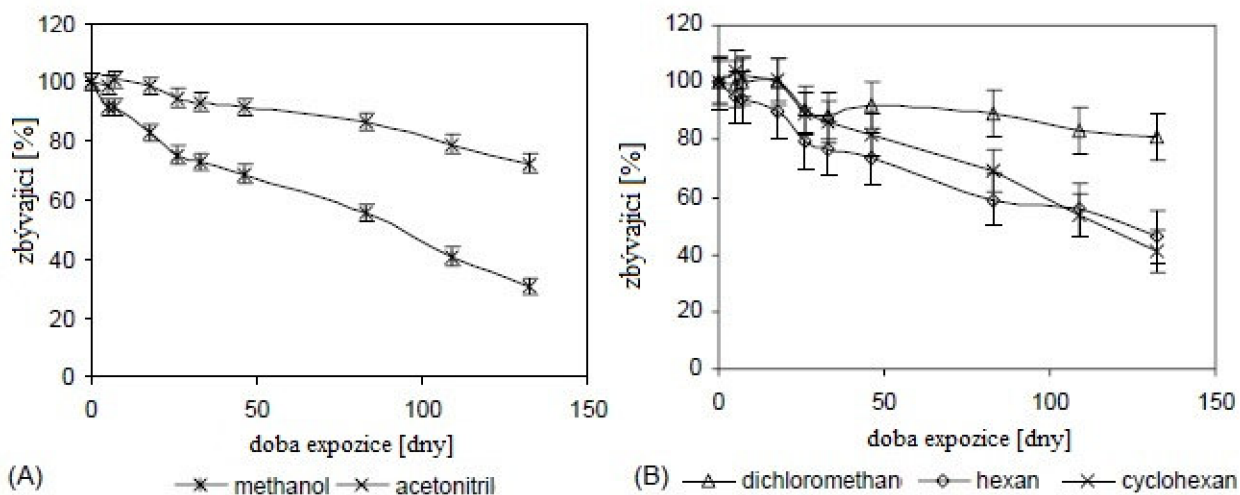 120
100
80
60
40
20
0
zbývající [%]
0 50 100 150
doba expozice [dny]
(A) methanol acetonitril
120
100
80
60
40
20
0
zbývající [%]
0 50 100 150
doba expozice [dny]
(B) dichloromethan hexan cyclohexan